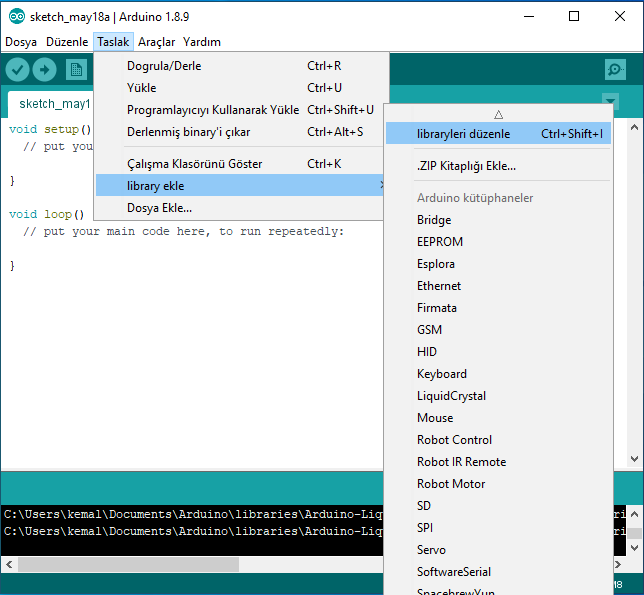 sketch_may18a | Arduino 1.8.9
Dosya Düzenle Taslak Araçlar Yardım
sketch_may1
void setup()
// put you
}
void loop()
// put your main code here, to run repeatedly:
}
Dogrula/Derle Ctrl+R
Yükle Ctrl+U
Programlayıcıyı Kullanarak Yükle Ctrl+Shift+U
Derlenmiş binary'i çıkar Ctrl+Alt+S
Çalışma Klasörünü Göster Ctrl+K
library ekle
Dosya Ekle...
libraryleri düzenle Ctrl+Shift+I
.ZIP Kitaplığı Ekle...
Arduino kütüphaneler
Bridge
EEPROM
Esplora
Ethernet
Firmata
GSM
HID
Keyboard
LiquidCrystal
Mouse
Robot Control
Robot IR Remote
Robot Motor
SD
SPI
Servo
SoftwareSerial
SpacebrewYun
C:\Users\kemal\Documents\Arduino\libraries\Arduino-Liq ri
C:\Users\kemal\Documents\Arduino\libraries\Arduino-Liq ri